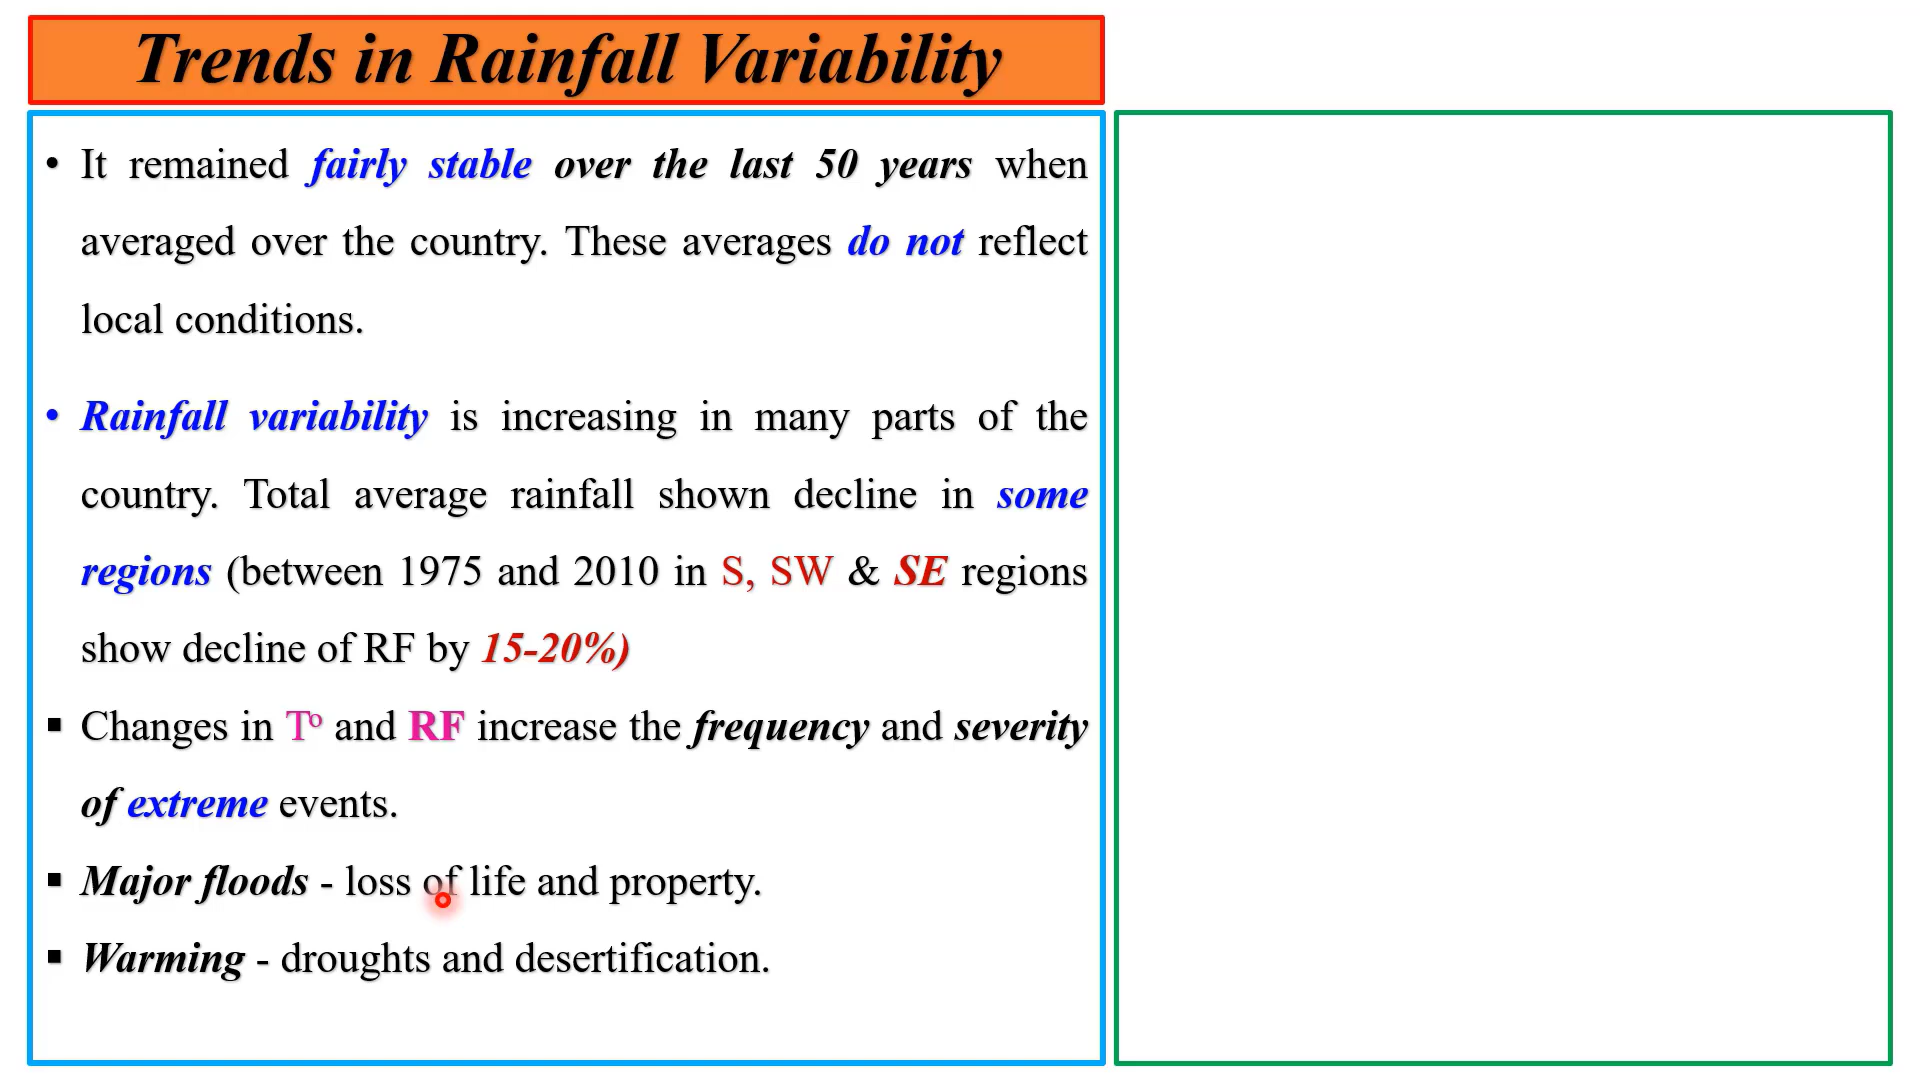 Trends in Rainfall Variability
• It remained fairly stable over the last 50 years when
averaged over the country. These averages do not reflect
local conditions.
• Rainfall variability is increasing in many parts of the
country. Total average rainfall shown decline in some
regions (between 1975 and 2010 in S, SW & SE regions
show decline of RF by 15-20%)
▪ Changes in Tº and RF increase the frequency and severity
of extreme events.
▪ Major floods - loss of life and property.
▪ Warming - droughts and desertification.